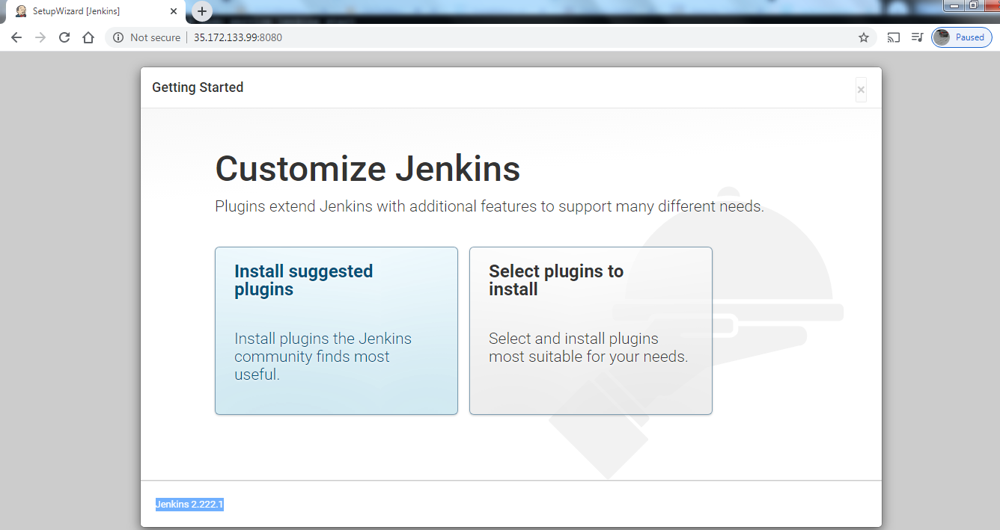 SetupWizard [Jenkins]
Not secure | 35.172.133.99:8080
Paused
Getting Started
Customize Jenkins
Plugins extend Jenkins with additional features to support many different needs.
Install suggested
plugins
Install plugins the Jenkins
community finds most
useful.
Select plugins to
install
Select and install plugins
most suitable for your needs.
Jenkins 2.222.1